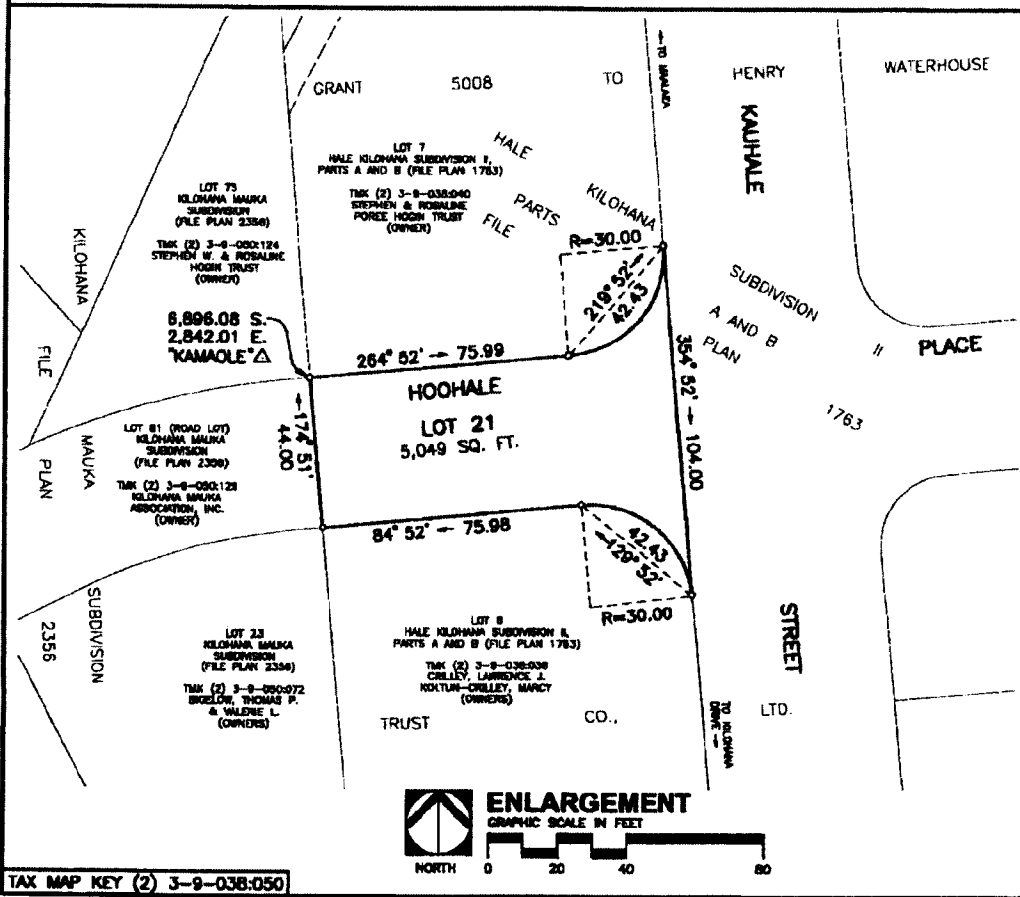 GRANT 5008 TO HENRY WATERHOUSE
TRUST CO., LTD.
KAUHALE
STREET
HALE KILOHANA SUBDIVISION II
PARTS A AND B
FILE PLAN 1763
LOT 7
HALE KILOHANA SUBDIVISION II,
PARTS A AND B (FILE PLAN 1763)
TMK (2) 3-9-038:040
STEPHEN & ROSALINE
POREE HOGIN TRUST
(OWNER)
LOT 73
KILOHANA MAUKA
SUBDIVISION
(FILE PLAN 2356)
TMK (2) 3-9-050:124
STEPHEN W. & ROSALINE
HOGIN TRUST
(OWNER)
KILOHANA MAUKA SUBDIVISION
FILE PLAN 2356
6,896.08 S.
2,842.01 E.
"KAMAOLE" △
R=30.00
219° 52' →
42.43
264° 52' → 75.99
HOOHALE
PLACE
LOT 21
5,049 SQ. FT.
354° 52' → 104.00
← 174° 51'
44.00
LOT 81 (ROAD LOT)
KILOHANA MAUKA
SUBDIVISION
(FILE PLAN 2356)
TMK (2) 3-9-050:128
KILOHANA MAUKA
ASSOCIATION, INC.
(OWNER)
84° 52' ← 75.98
42.43
← 129° 52'
R=30.00
LOT 8
HALE KILOHANA SUBDIVISION II,
PARTS A AND B (FILE PLAN 1763)
TMK (2) 3-9-038:038
CRILLEY, LAWRENCE J.
KOLTUN-CRILLEY, MARCY
(OWNERS)
LOT 23
KILOHANA MAUKA
SUBDIVISION
(FILE PLAN 2356)
TMK (2) 3-9-050:072
BIGELOW, THOMAS P.
& VALERIE L.
(OWNERS)
TO KILOHANA
DRIVE →
NORTH
ENLARGEMENT
GRAPHIC SCALE IN FEET
0 20 40 80
TAX MAP KEY (2) 3-9-038:050